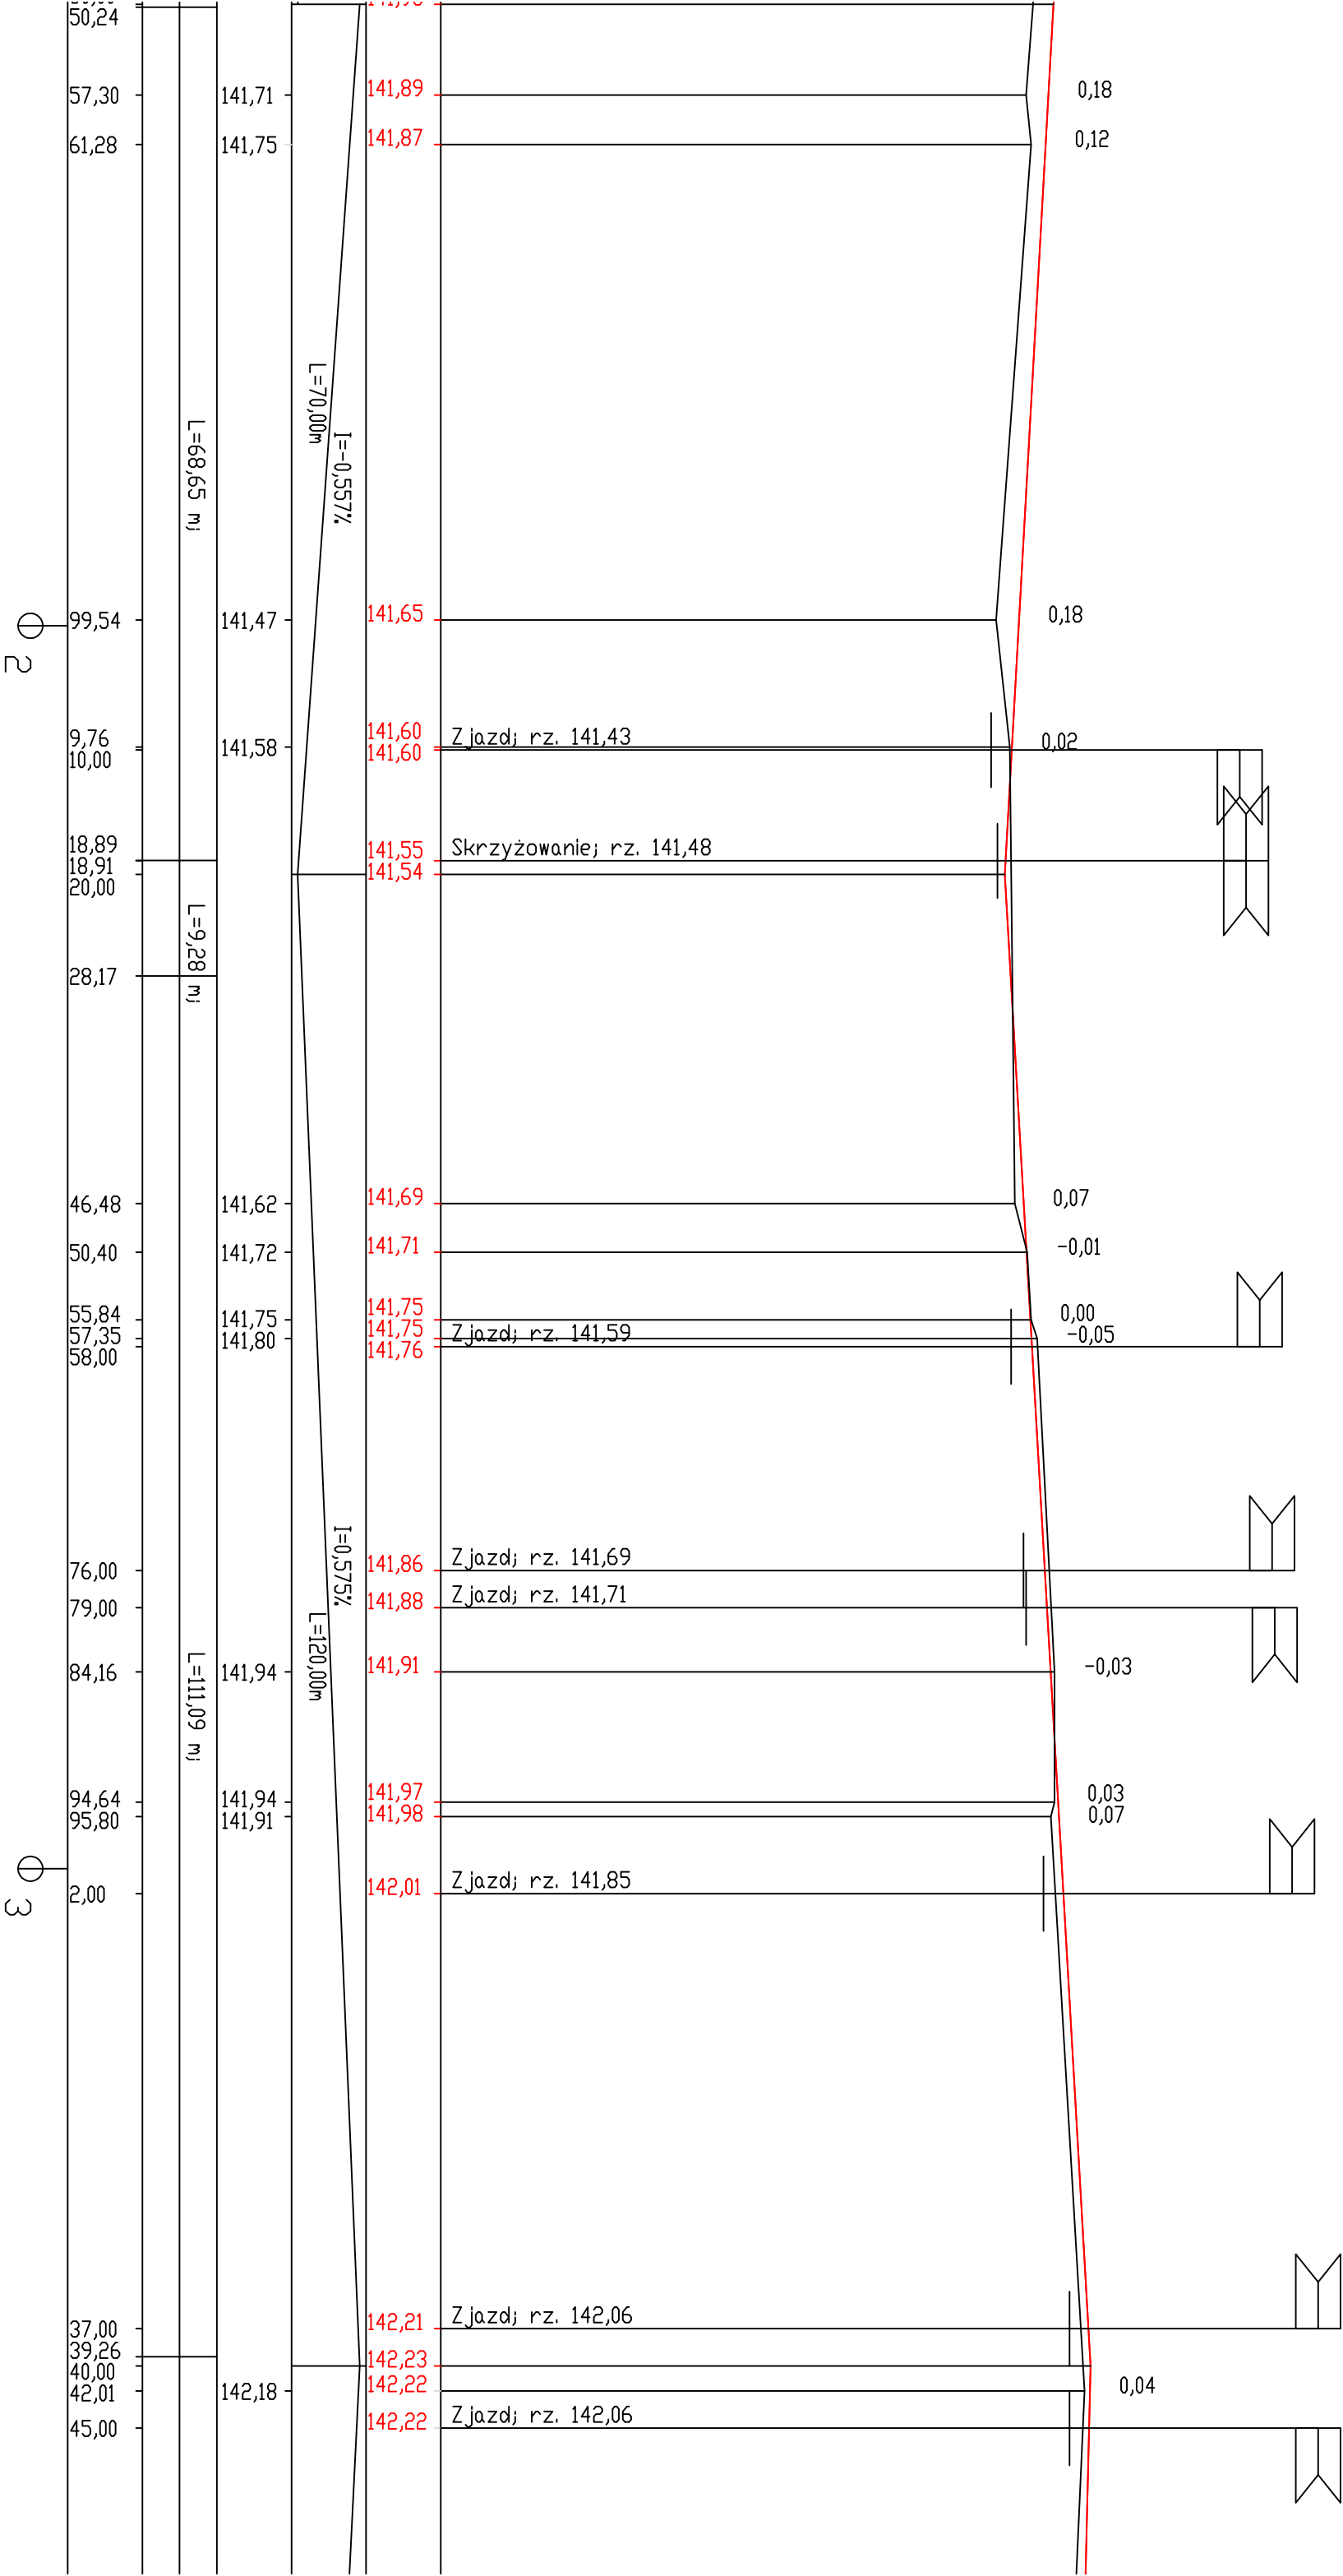 50,24
57,30 141,71 141,89 0,18
61,28 141,75 141,87 0,12
L=70,00m
I=-0,557%
L=68,65 mj
99,54 141,47 141,65 0,18
2
9,76 141,58 141,60 Zjazd; rz. 141,43 0,02
10,00 141,60
18,89 141,55 Skrzyżowanie; rz. 141,48
18,91 141,54
20,00
L=9,28 mj
28,17
46,48 141,62 141,69 0,07
50,40 141,72 141,71 -0,01
55,84 141,75 141,75 0,00
57,35 141,80 141,75 Zjazd; rz. 141,59 -0,05
58,00 141,76
I=0,575%
76,00 141,86 Zjazd; rz. 141,69
79,00 141,88 Zjazd; rz. 141,71
L=120,00m
84,16 141,94 141,91 -0,03
L=111,09 mj
94,64 141,94 141,97 0,03
95,80 141,91 141,98 0,07
3
2,00 142,01 Zjazd; rz. 141,85
37,00 142,21 Zjazd; rz. 142,06
39,26
40,00 142,23
42,01 142,18 142,22 0,04
45,00 142,22 Zjazd; rz. 142,06